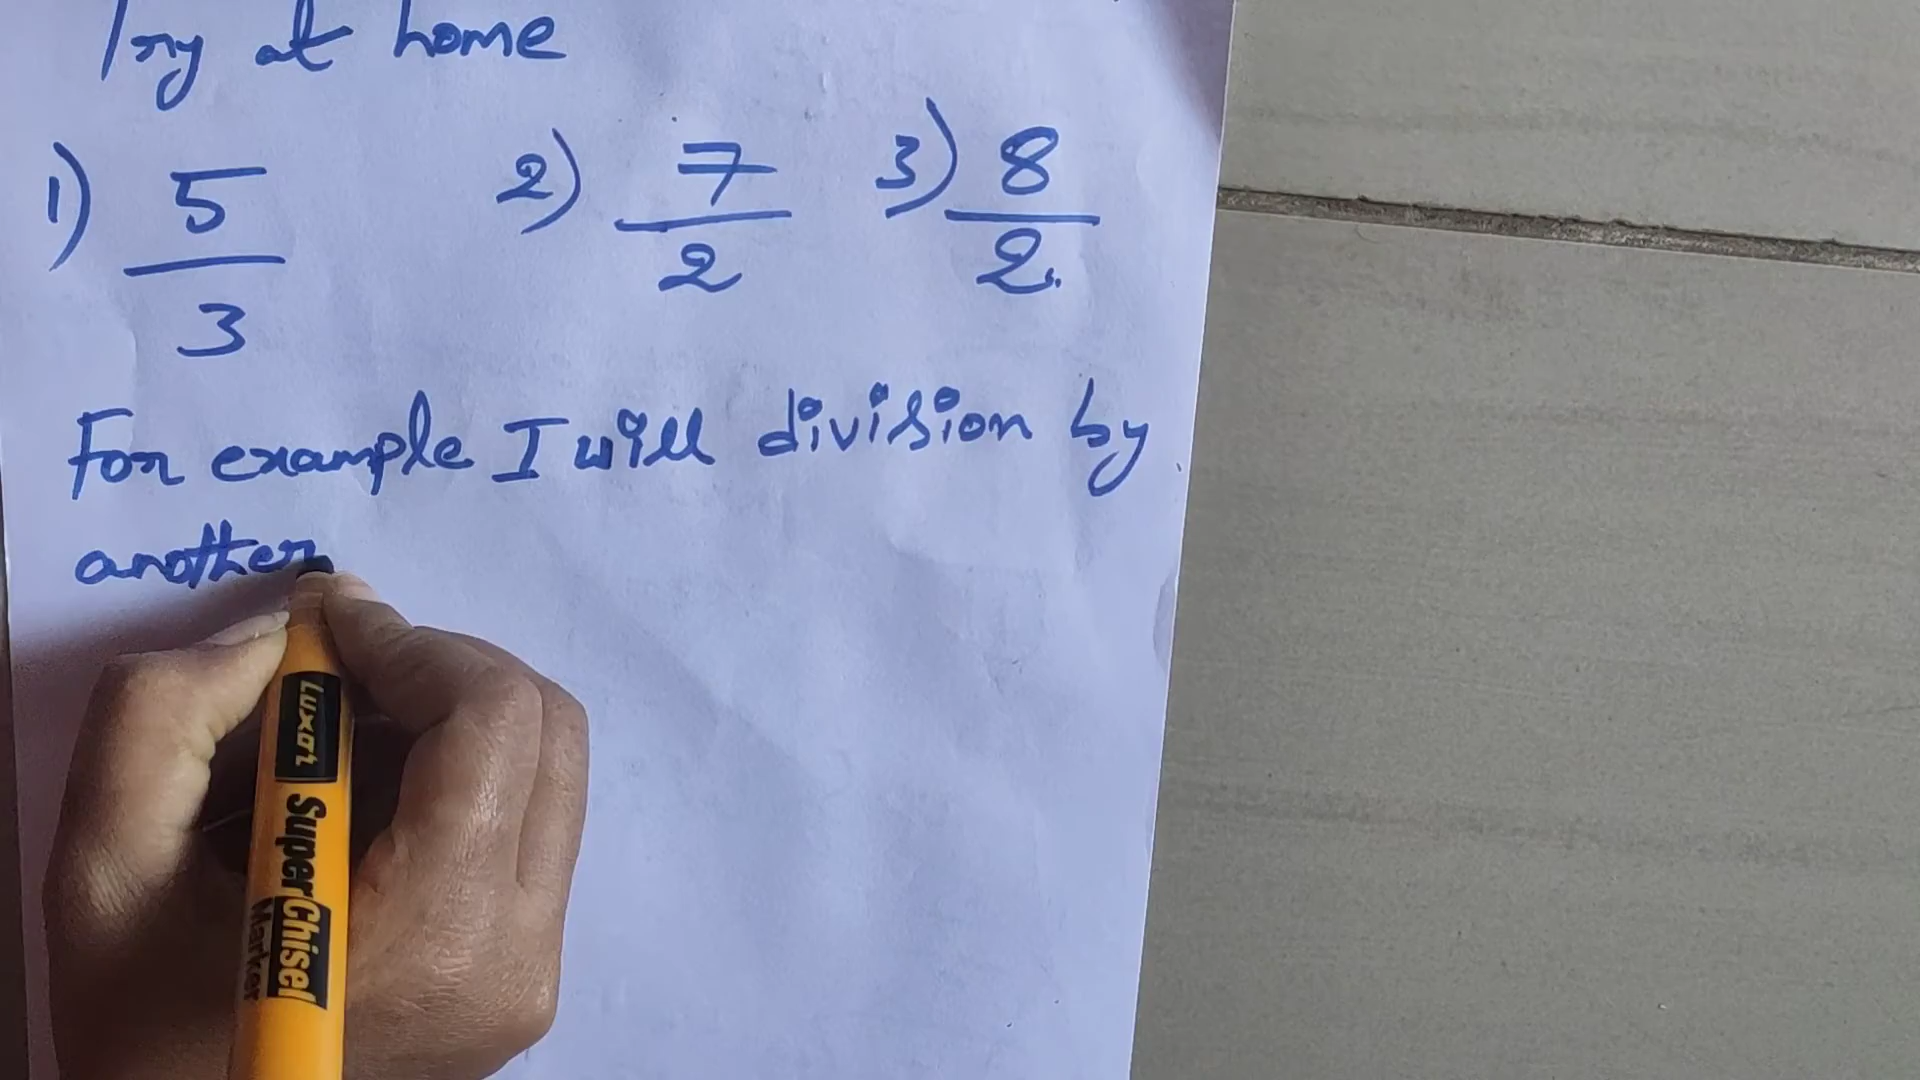 Try at home
1) 5/3 2) 7/2 3) 8/2
For example I will division by
another
Luxor SuperChisel Marker